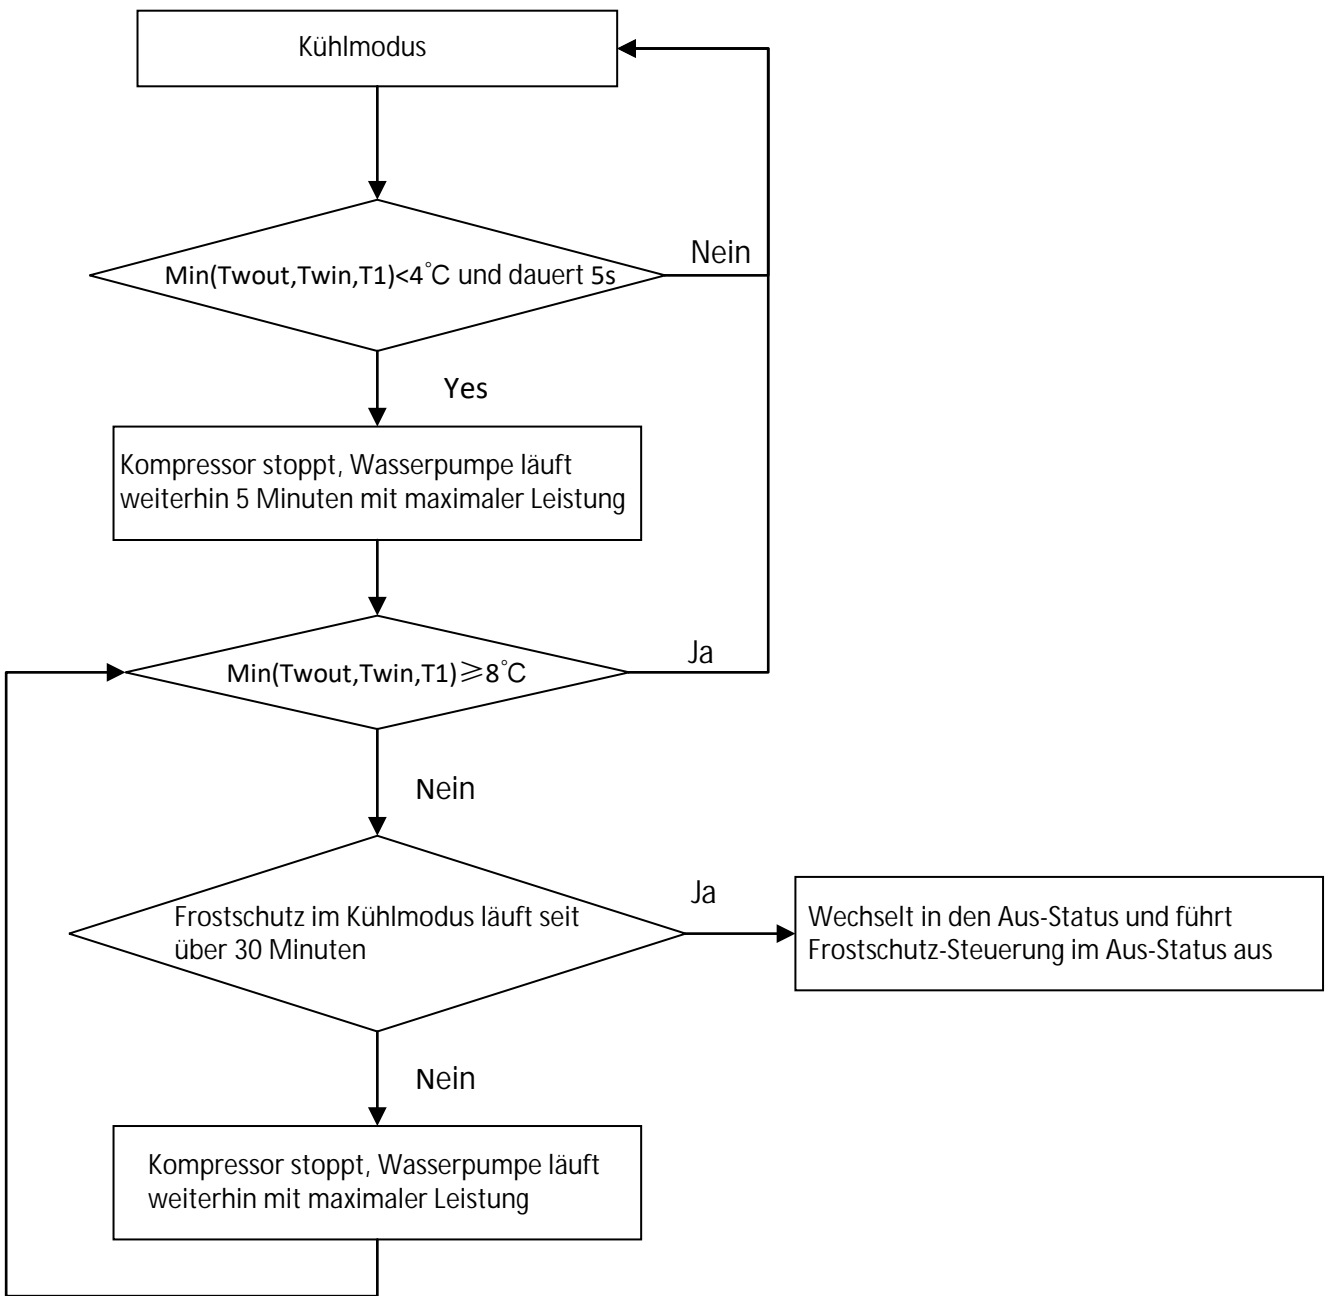 Kühlmodus
Min(Twout,Twin,T1)<4°C und dauert 5s
Nein
Yes
Kompressor stoppt, Wasserpumpe läuft
weiterhin 5 Minuten mit maximaler Leistung
Min(Twout,Twin,T1)≥8°C
Ja
Nein
Frostschutz im Kühlmodus läuft seit
über 30 Minuten
Ja
Wechselt in den Aus-Status und führt
Frostschutz-Steuerung im Aus-Status aus
Nein
Kompressor stoppt, Wasserpumpe läuft
weiterhin mit maximaler Leistung